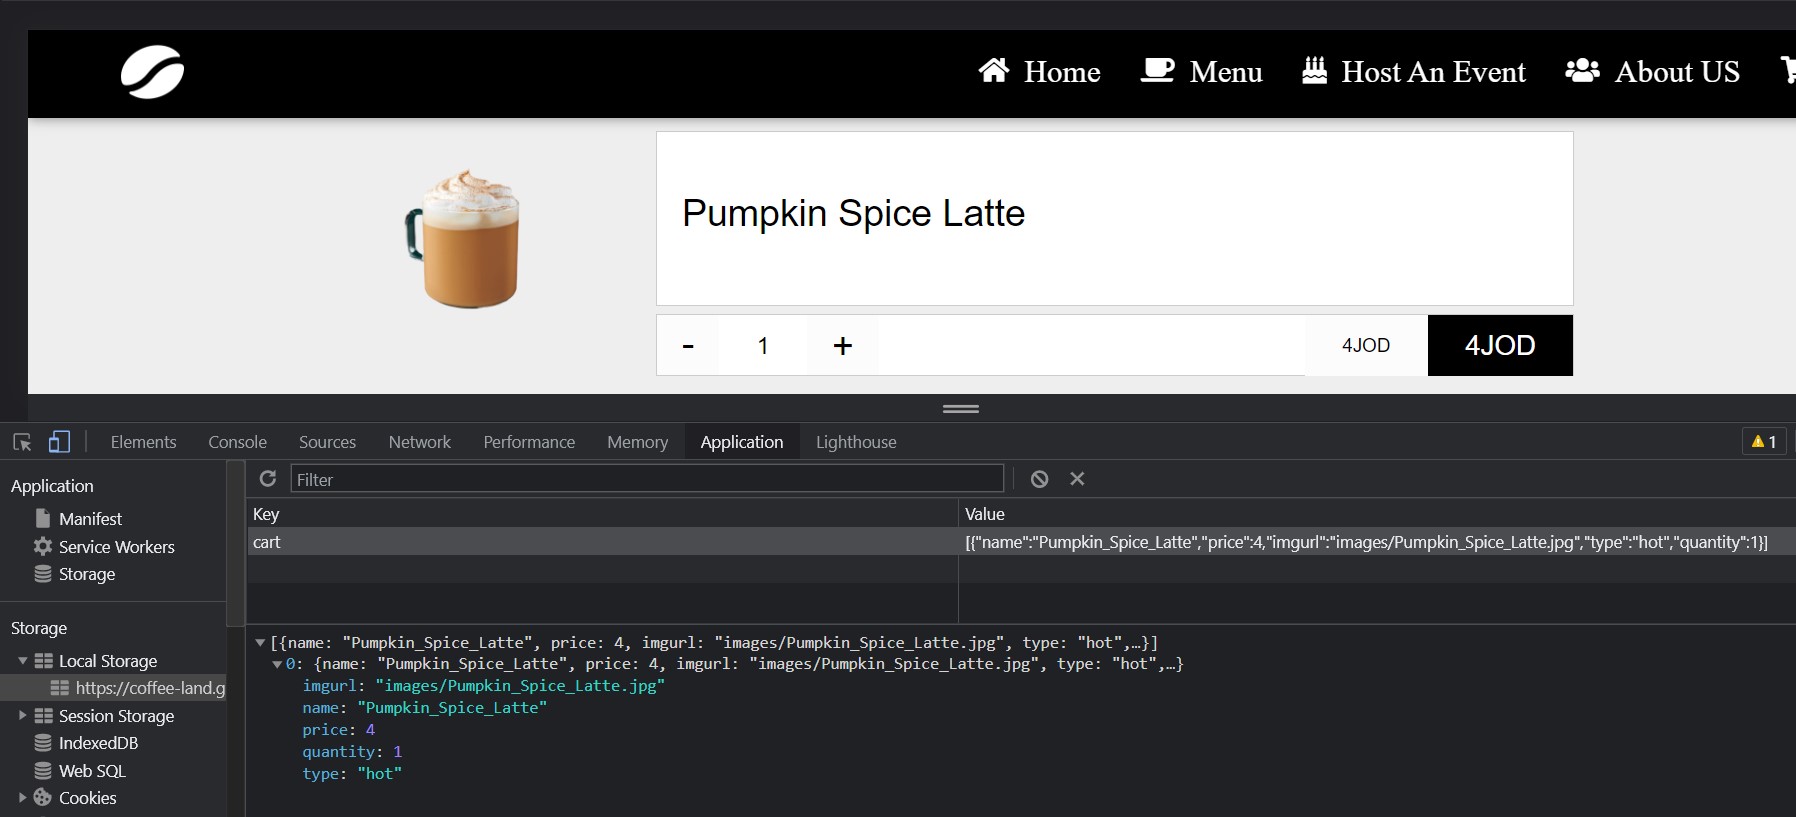 Home Menu Host An Event About US
Pumpkin Spice Latte
- 1 + 4JOD 4JOD
Elements Console Sources Network Performance Memory Application Lighthouse 1
Application
Manifest
Service Workers
Storage
Storage
Local Storage
https://coffee-land.g
Session Storage
IndexedDB
Web SQL
Cookies
Filter
Key Value
cart [{"name":"Pumpkin_Spice_Latte","price":4,"imgurl":"images/Pumpkin_Spice_Latte.jpg","type":"hot","quantity":1}]
[{name: "Pumpkin_Spice_Latte", price: 4, imgurl: "images/Pumpkin_Spice_Latte.jpg", type: "hot",…}]
0: {name: "Pumpkin_Spice_Latte", price: 4, imgurl: "images/Pumpkin_Spice_Latte.jpg", type: "hot",…}
imgurl: "images/Pumpkin_Spice_Latte.jpg"
name: "Pumpkin_Spice_Latte"
price: 4
quantity: 1
type: "hot"